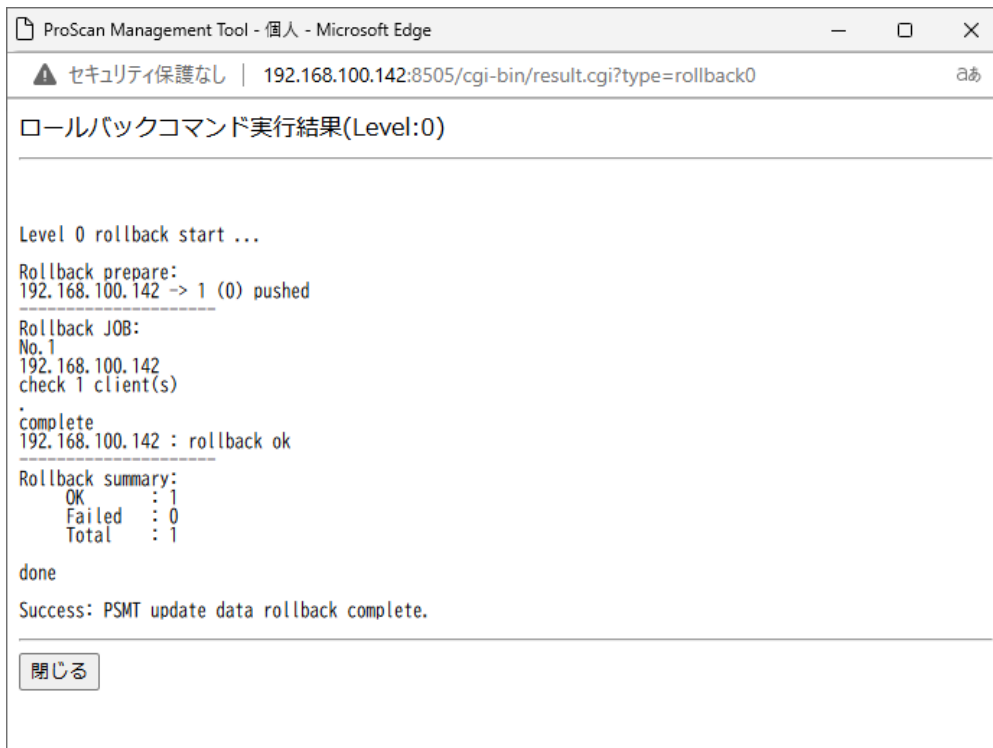 ProScan Management Tool - 個人 - Microsoft Edge
セキュリティ保護なし | 192.168.100.142:8505/cgi-bin/result.cgi?type=rollback0 aあ
ロールバックコマンド実行結果(Level:0)
Level 0 rollback start ...
Rollback prepare:
192.168.100.142 -> 1 (0) pushed
---------------------
Rollback JOB:
No.1
192.168.100.142
check 1 client(s)
.
complete
192.168.100.142 : rollback ok
---------------------
Rollback summary:
OK : 1
Failed : 0
Total : 1
done
Success: PSMT update data rollback complete.
閉じる